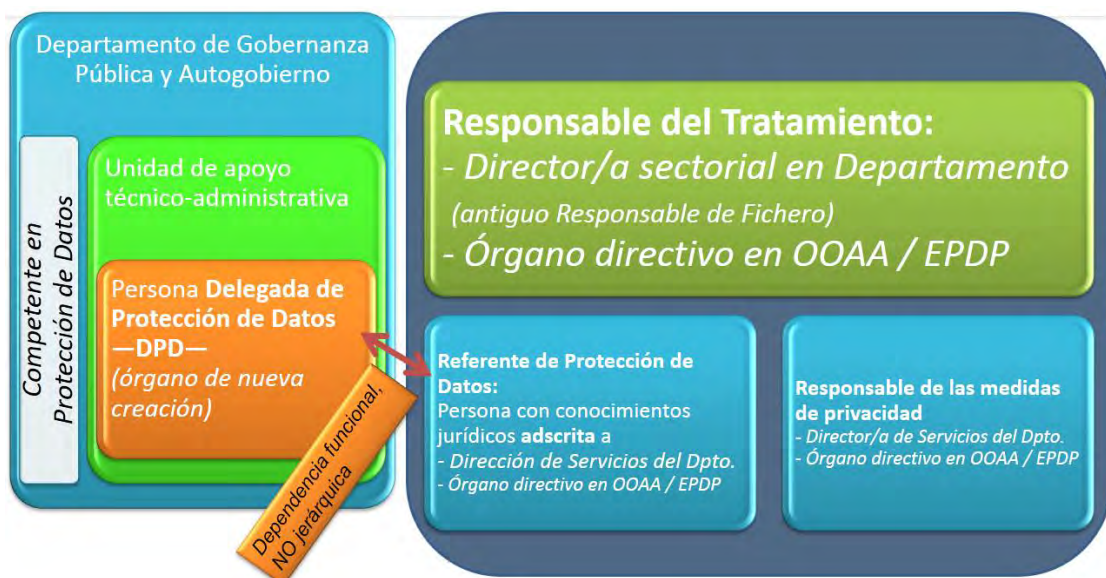 Departamento de Gobernanza
Pública y Autogobierno
Competente en
Protección de Datos
Unidad de apoyo
técnico-administrativa
Persona Delegada de
Protección de Datos
—DPD—
(órgano de nueva
creación)
Dependencia funcional,
NO jerárquica
Responsable del Tratamiento:
- Director/a sectorial en Departamento
(antiguo Responsable de Fichero)
- Órgano directivo en OOAA / EPDP
Referente de Protección de
Datos:
Persona con conocimientos
jurídicos adscrita a
- Dirección de Servicios del Dpto.
- Órgano directivo en OOAA / EPDP
Responsable de las medidas
de privacidad
- Director/a de Servicios del Dpto.
- Órgano directivo en OOAA / EPDP